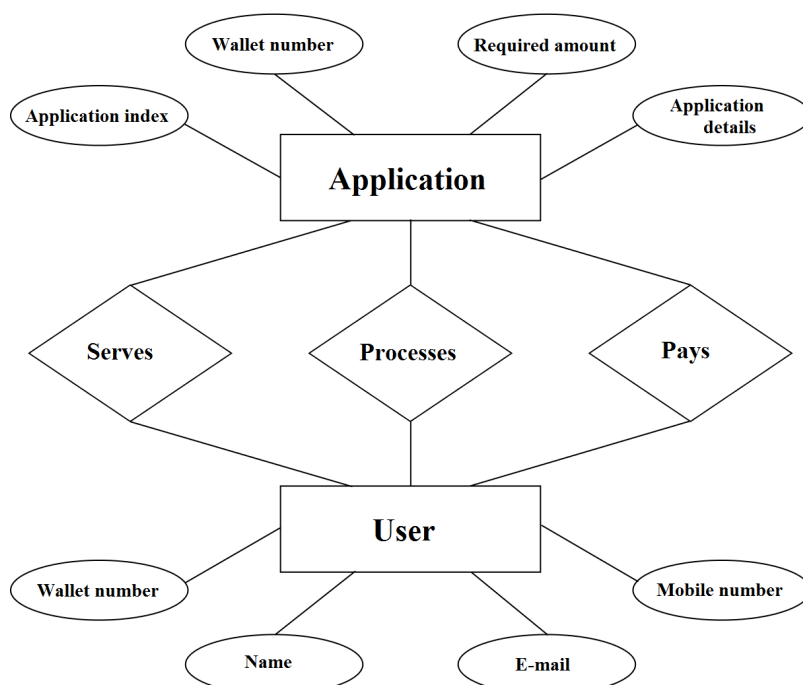 Wallet number
Required amount
Application index
Application
details
Application
Serves
Processes
Pays
User
Wallet number
Mobile number
Name
E-mail